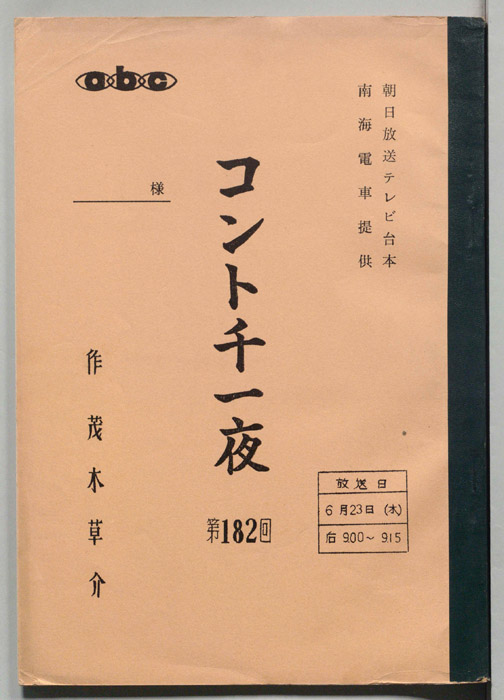 朝日放送テレビ台本
南海電車提供
abc
様
コント千一夜
第182回
作 茂木草介
放送日
6月23日(木)
后 9.00〜9.15